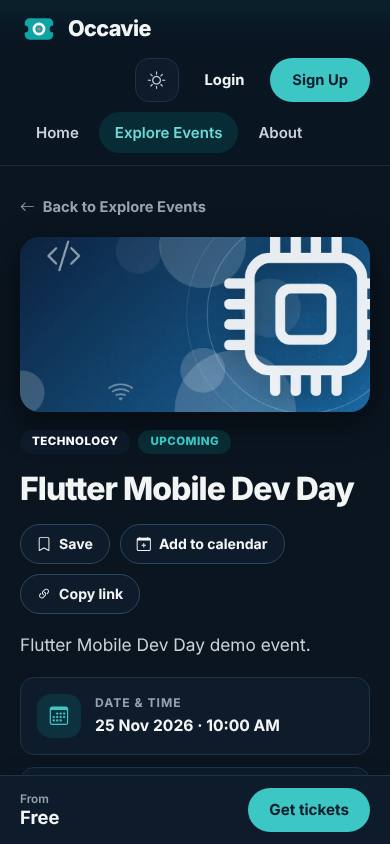 Occavie
Login
Sign Up
Home
Explore Events
About
Back to Explore Events
TECHNOLOGY
UPCOMING
Flutter Mobile Dev Day
Save
Add to calendar
Copy link
Flutter Mobile Dev Day demo event.
DATE & TIME
25 Nov 2026 · 10:00 AM
From
Free
Get tickets